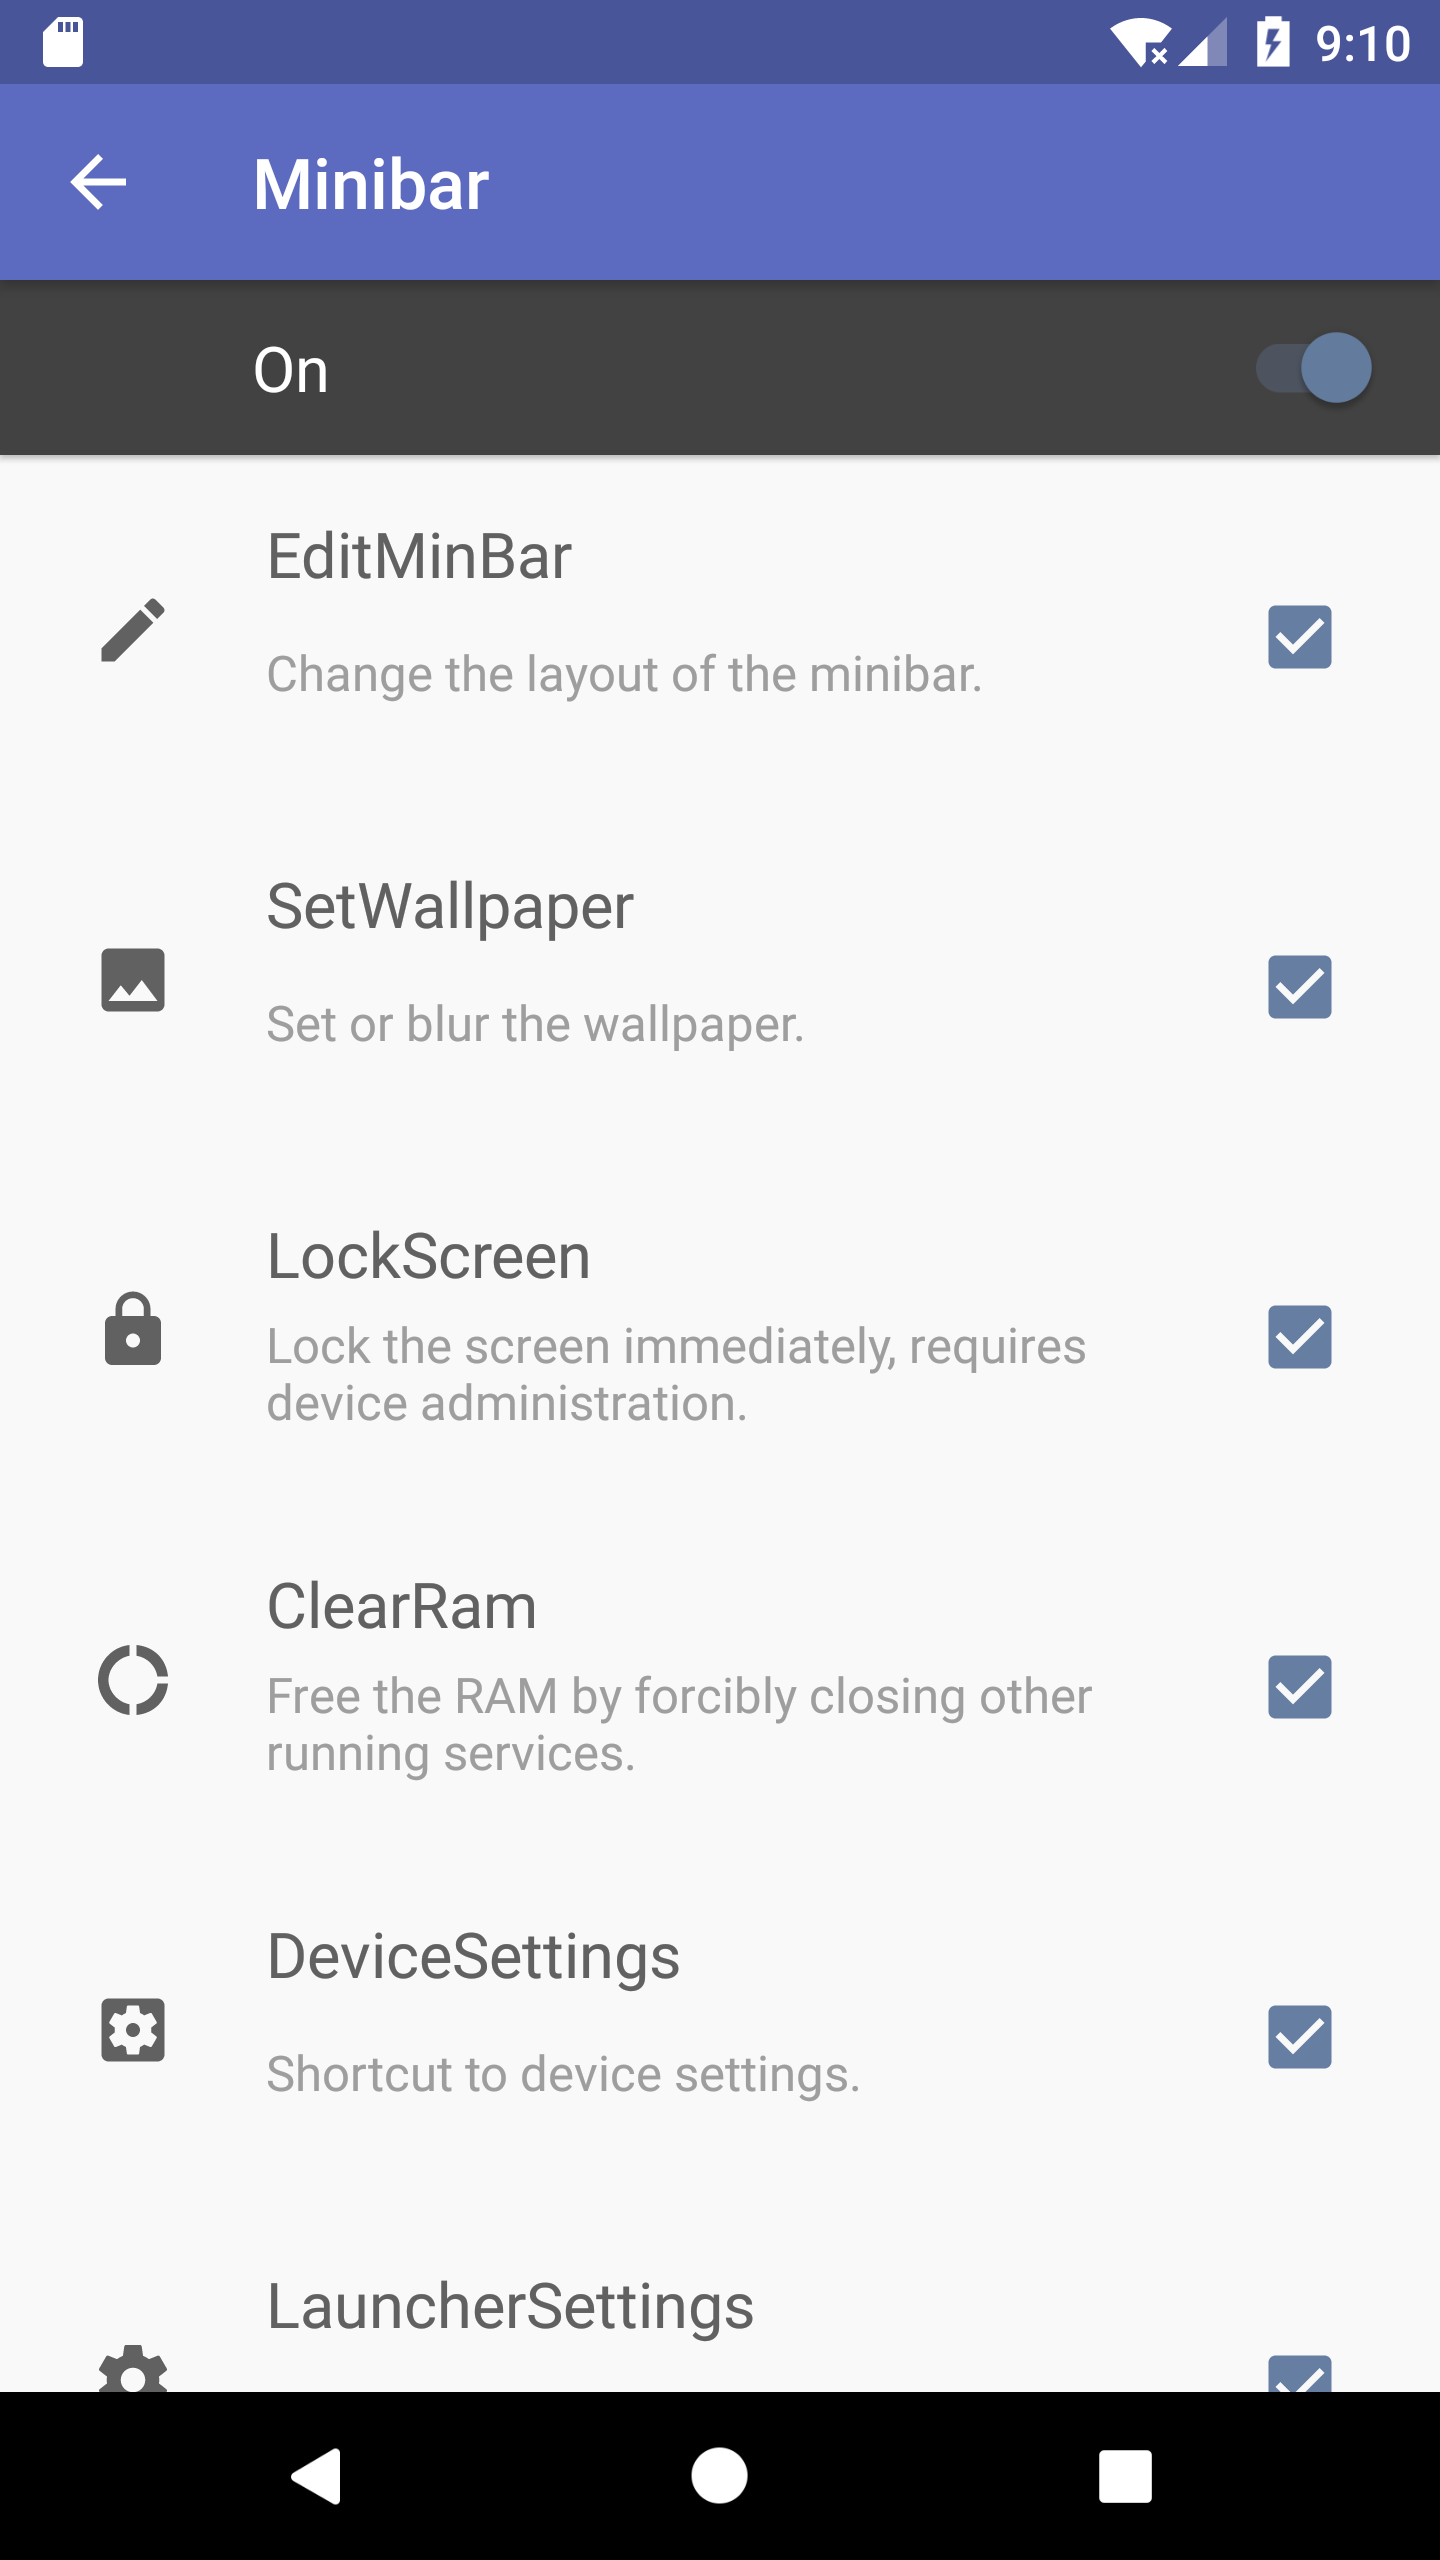 9:10
Minibar
On
EditMinBar
Change the layout of the minibar.
SetWallpaper
Set or blur the wallpaper.
LockScreen
Lock the screen immediately, requires
device administration.
ClearRam
Free the RAM by forcibly closing other
running services.
DeviceSettings
Shortcut to device settings.
LauncherSettings